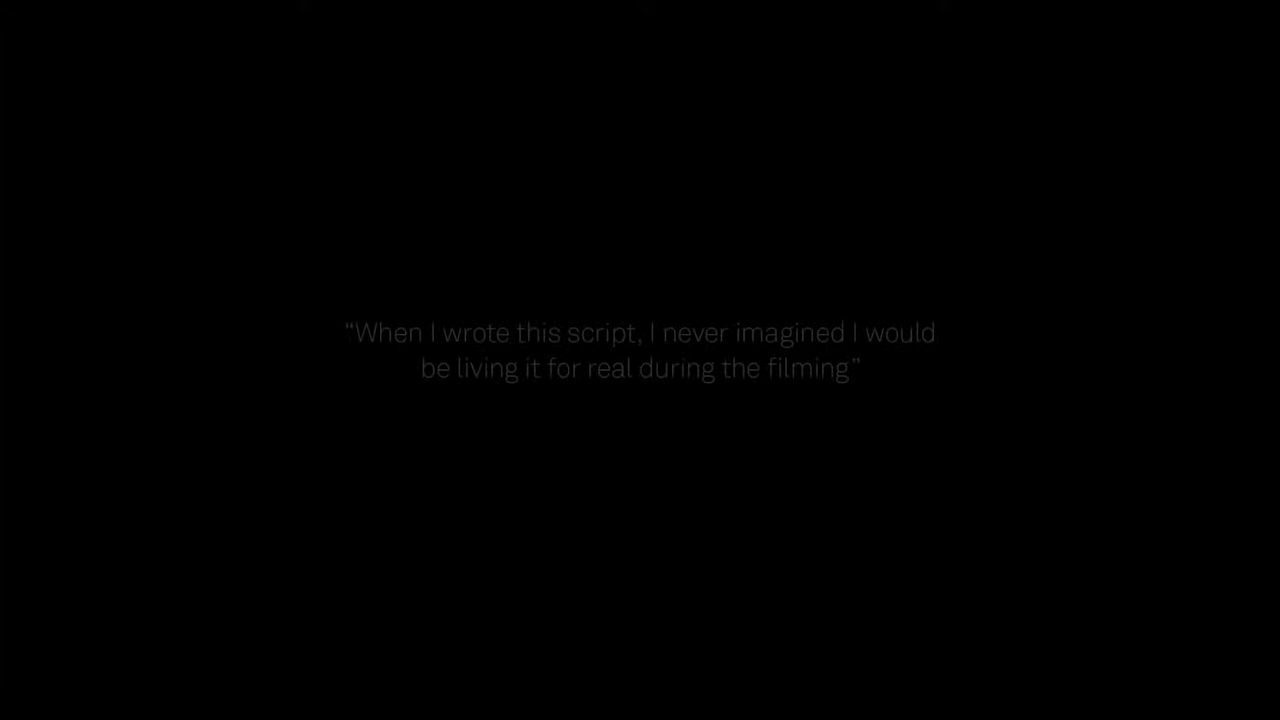 “When I wrote this script, I never imagined I would
be living it for real during the filming”